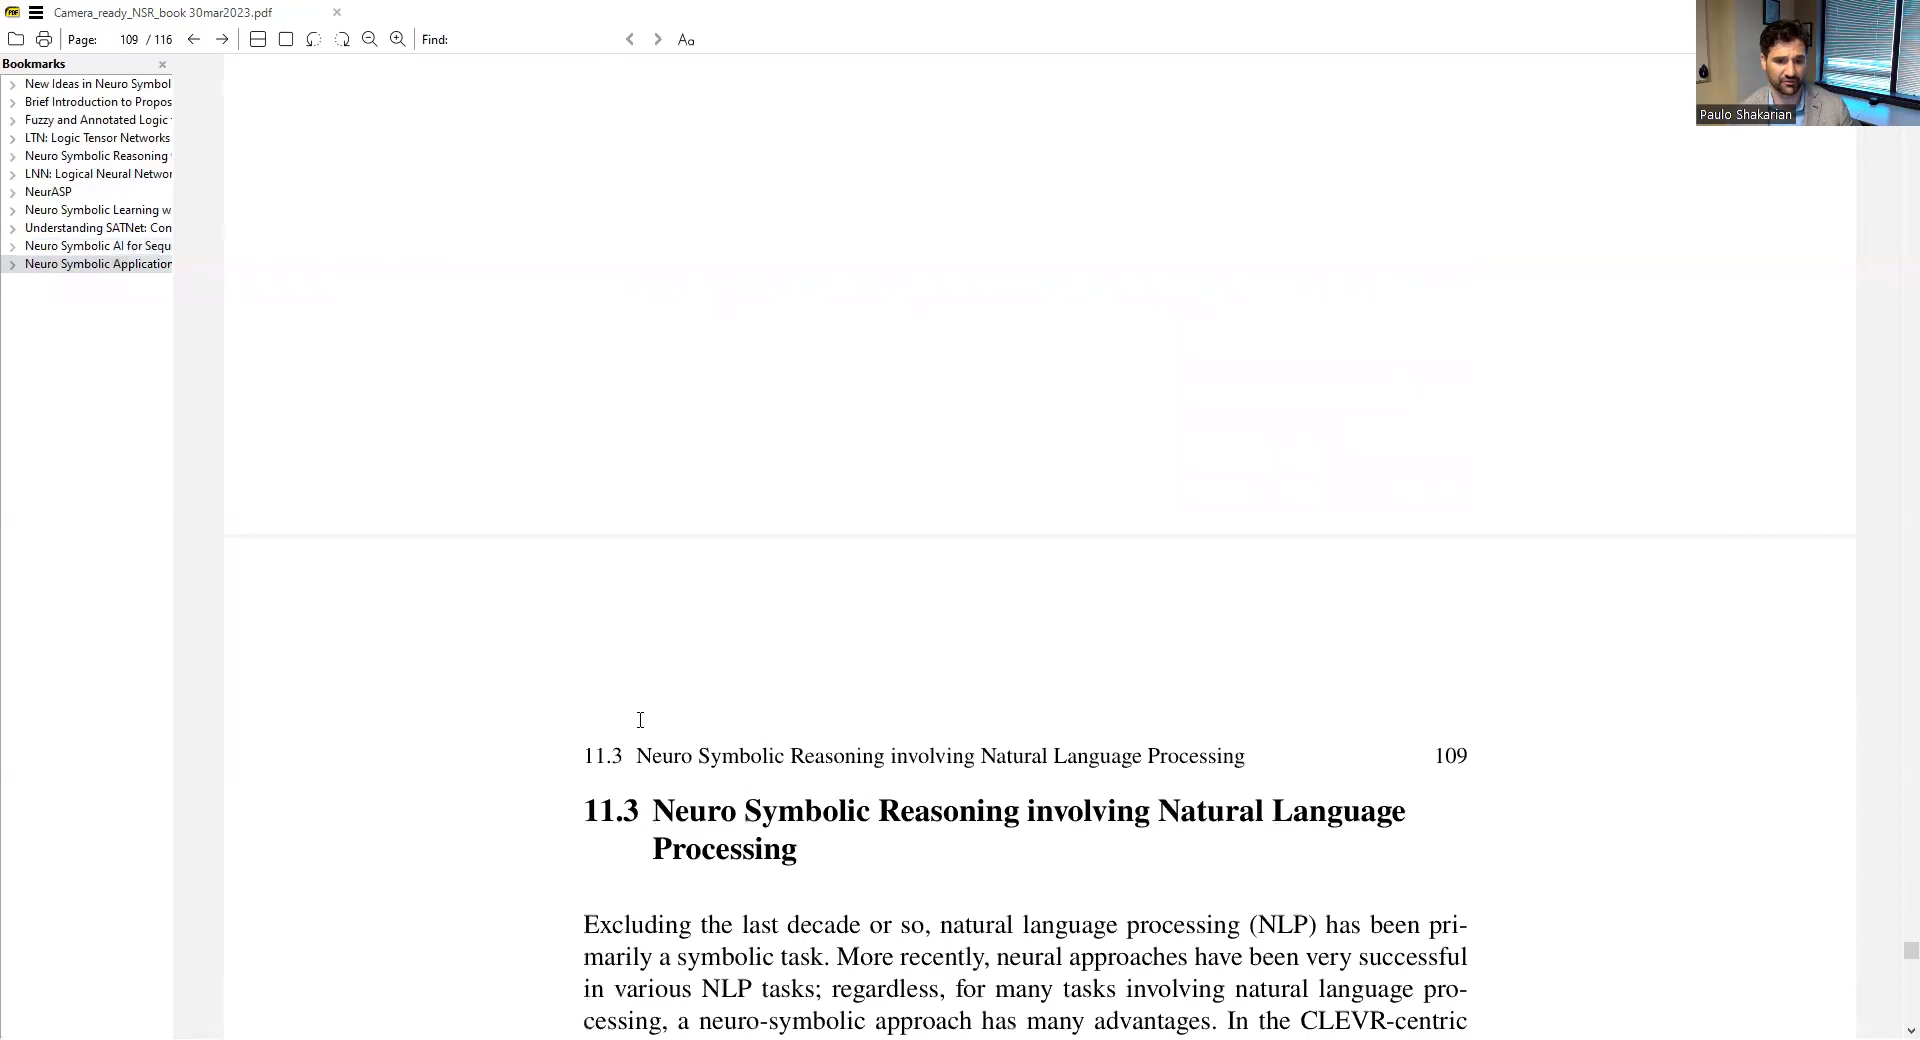 Camera_ready_NSR_book 30mar2023.pdf
Page: 109 / 116
Find:
Aa
Bookmarks
New Ideas in Neuro Symbol
Brief Introduction to Propos
Fuzzy and Annotated Logic
LTN: Logic Tensor Networks
Neuro Symbolic Reasoning
LNN: Logical Neural Networ
NeurASP
Neuro Symbolic Learning w
Understanding SATNet: Con
Neuro Symbolic AI for Sequ
Neuro Symbolic Application
Paulo Shakarian
11.3 Neuro Symbolic Reasoning involving Natural Language Processing 109
11.3 Neuro Symbolic Reasoning involving Natural Language
Processing
Excluding the last decade or so, natural language processing (NLP) has been pri-
marily a symbolic task. More recently, neural approaches have been very successful
in various NLP tasks; regardless, for many tasks involving natural language pro-
cessing, a neuro-symbolic approach has many advantages. In the CLEVR-centric